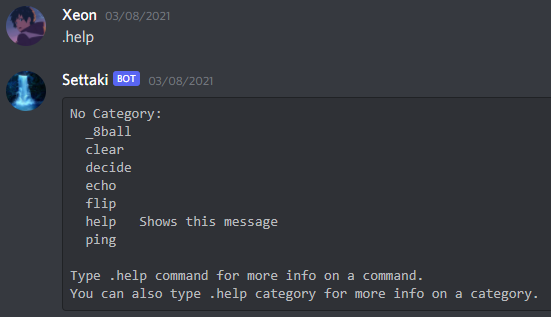 Xeon 03/08/2021
.help
Settaki BOT 03/08/2021
No Category:
  _8ball
  clear
  decide
  echo
  flip
  help   Shows this message
  ping
Type .help command for more info on a command.
You can also type .help category for more info on a category.